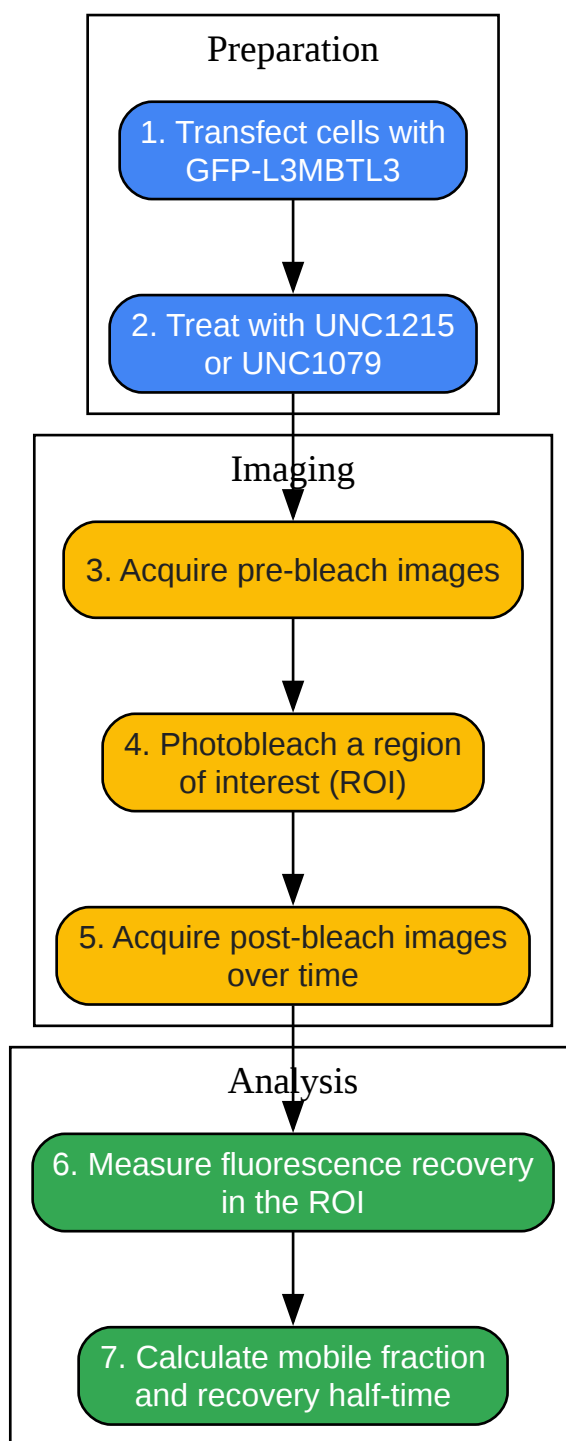 Preparation
1. Transfect cells with
GFP-L3MBTL3
2. Treat with UNC1215
or UNC1079
Imaging
3. Acquire pre-bleach images
4. Photobleach a region
of interest (ROI)
5. Acquire post-bleach images
over time
Analysis
6. Measure fluorescence recovery
in the ROI
7. Calculate mobile fraction
and recovery half-time